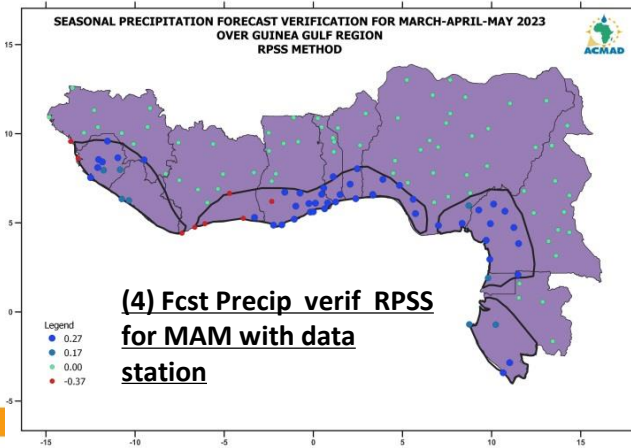 SEASONAL PRECIPITATION FORECAST VERIFICATION FOR MARCH-APRIL-MAY 2023
OVER GUINEA GULF REGION
RPSS METHOD
ACMAD
15
10
5
0
-5
(4) Fcst Precip verif RPSS
for MAM with data
station
Legend
0.27
0.17
0.00
-0.37
-15
-10
-5
0
5
10
15